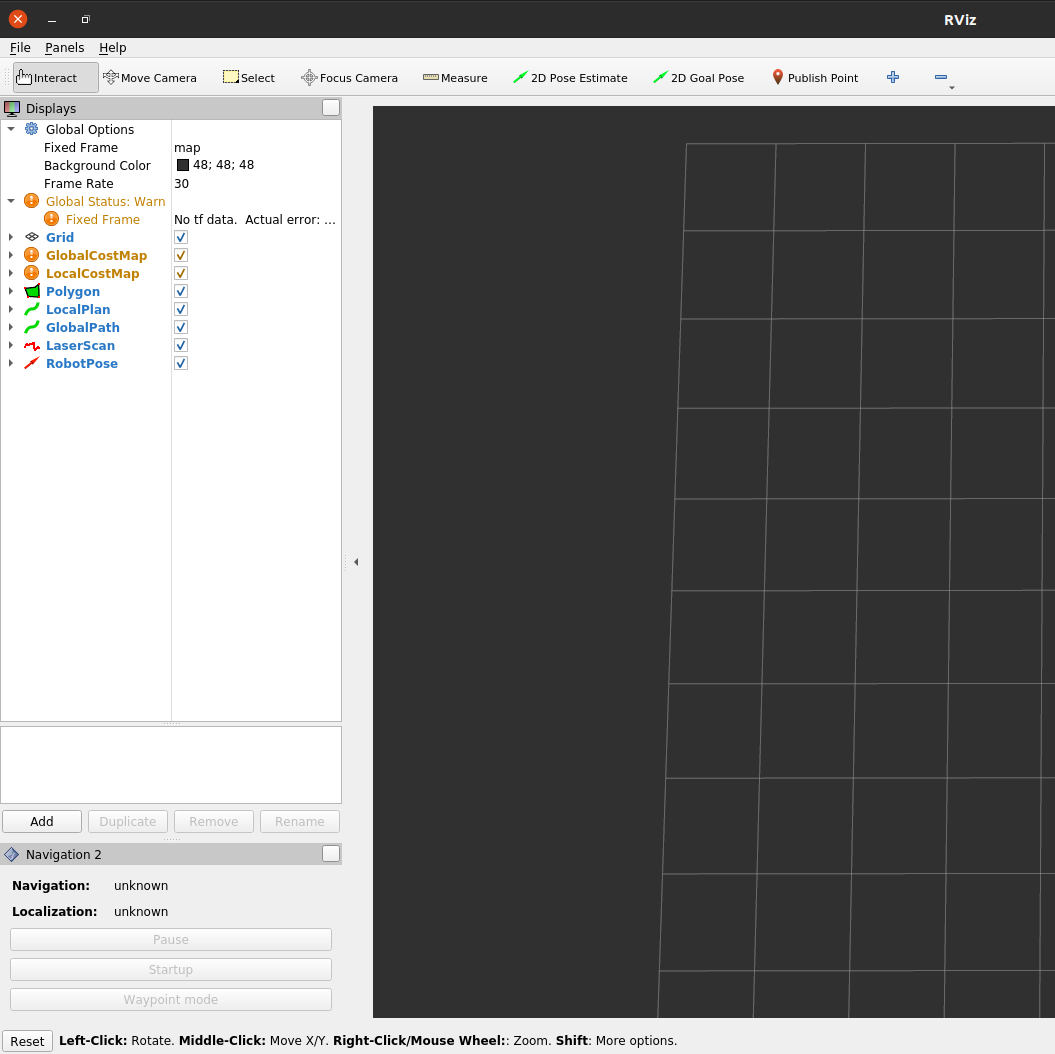 RViz
File Panels Help
Interact Move Camera Select Focus Camera Measure 2D Pose Estimate 2D Goal Pose Publish Point
Displays
Global Options
Fixed Frame map
Background Color 48; 48; 48
Frame Rate 30
Global Status: Warn
Fixed Frame No tf data. Actual error: ...
Grid
GlobalCostMap
LocalCostMap
Polygon
LocalPlan
GlobalPath
LaserScan
RobotPose
Add Duplicate Remove Rename
Navigation 2
Navigation: unknown
Localization: unknown
Pause
Startup
Waypoint mode
Reset Left-Click: Rotate. Middle-Click: Move X/Y. Right-Click/Mouse Wheel:: Zoom. Shift: More options.